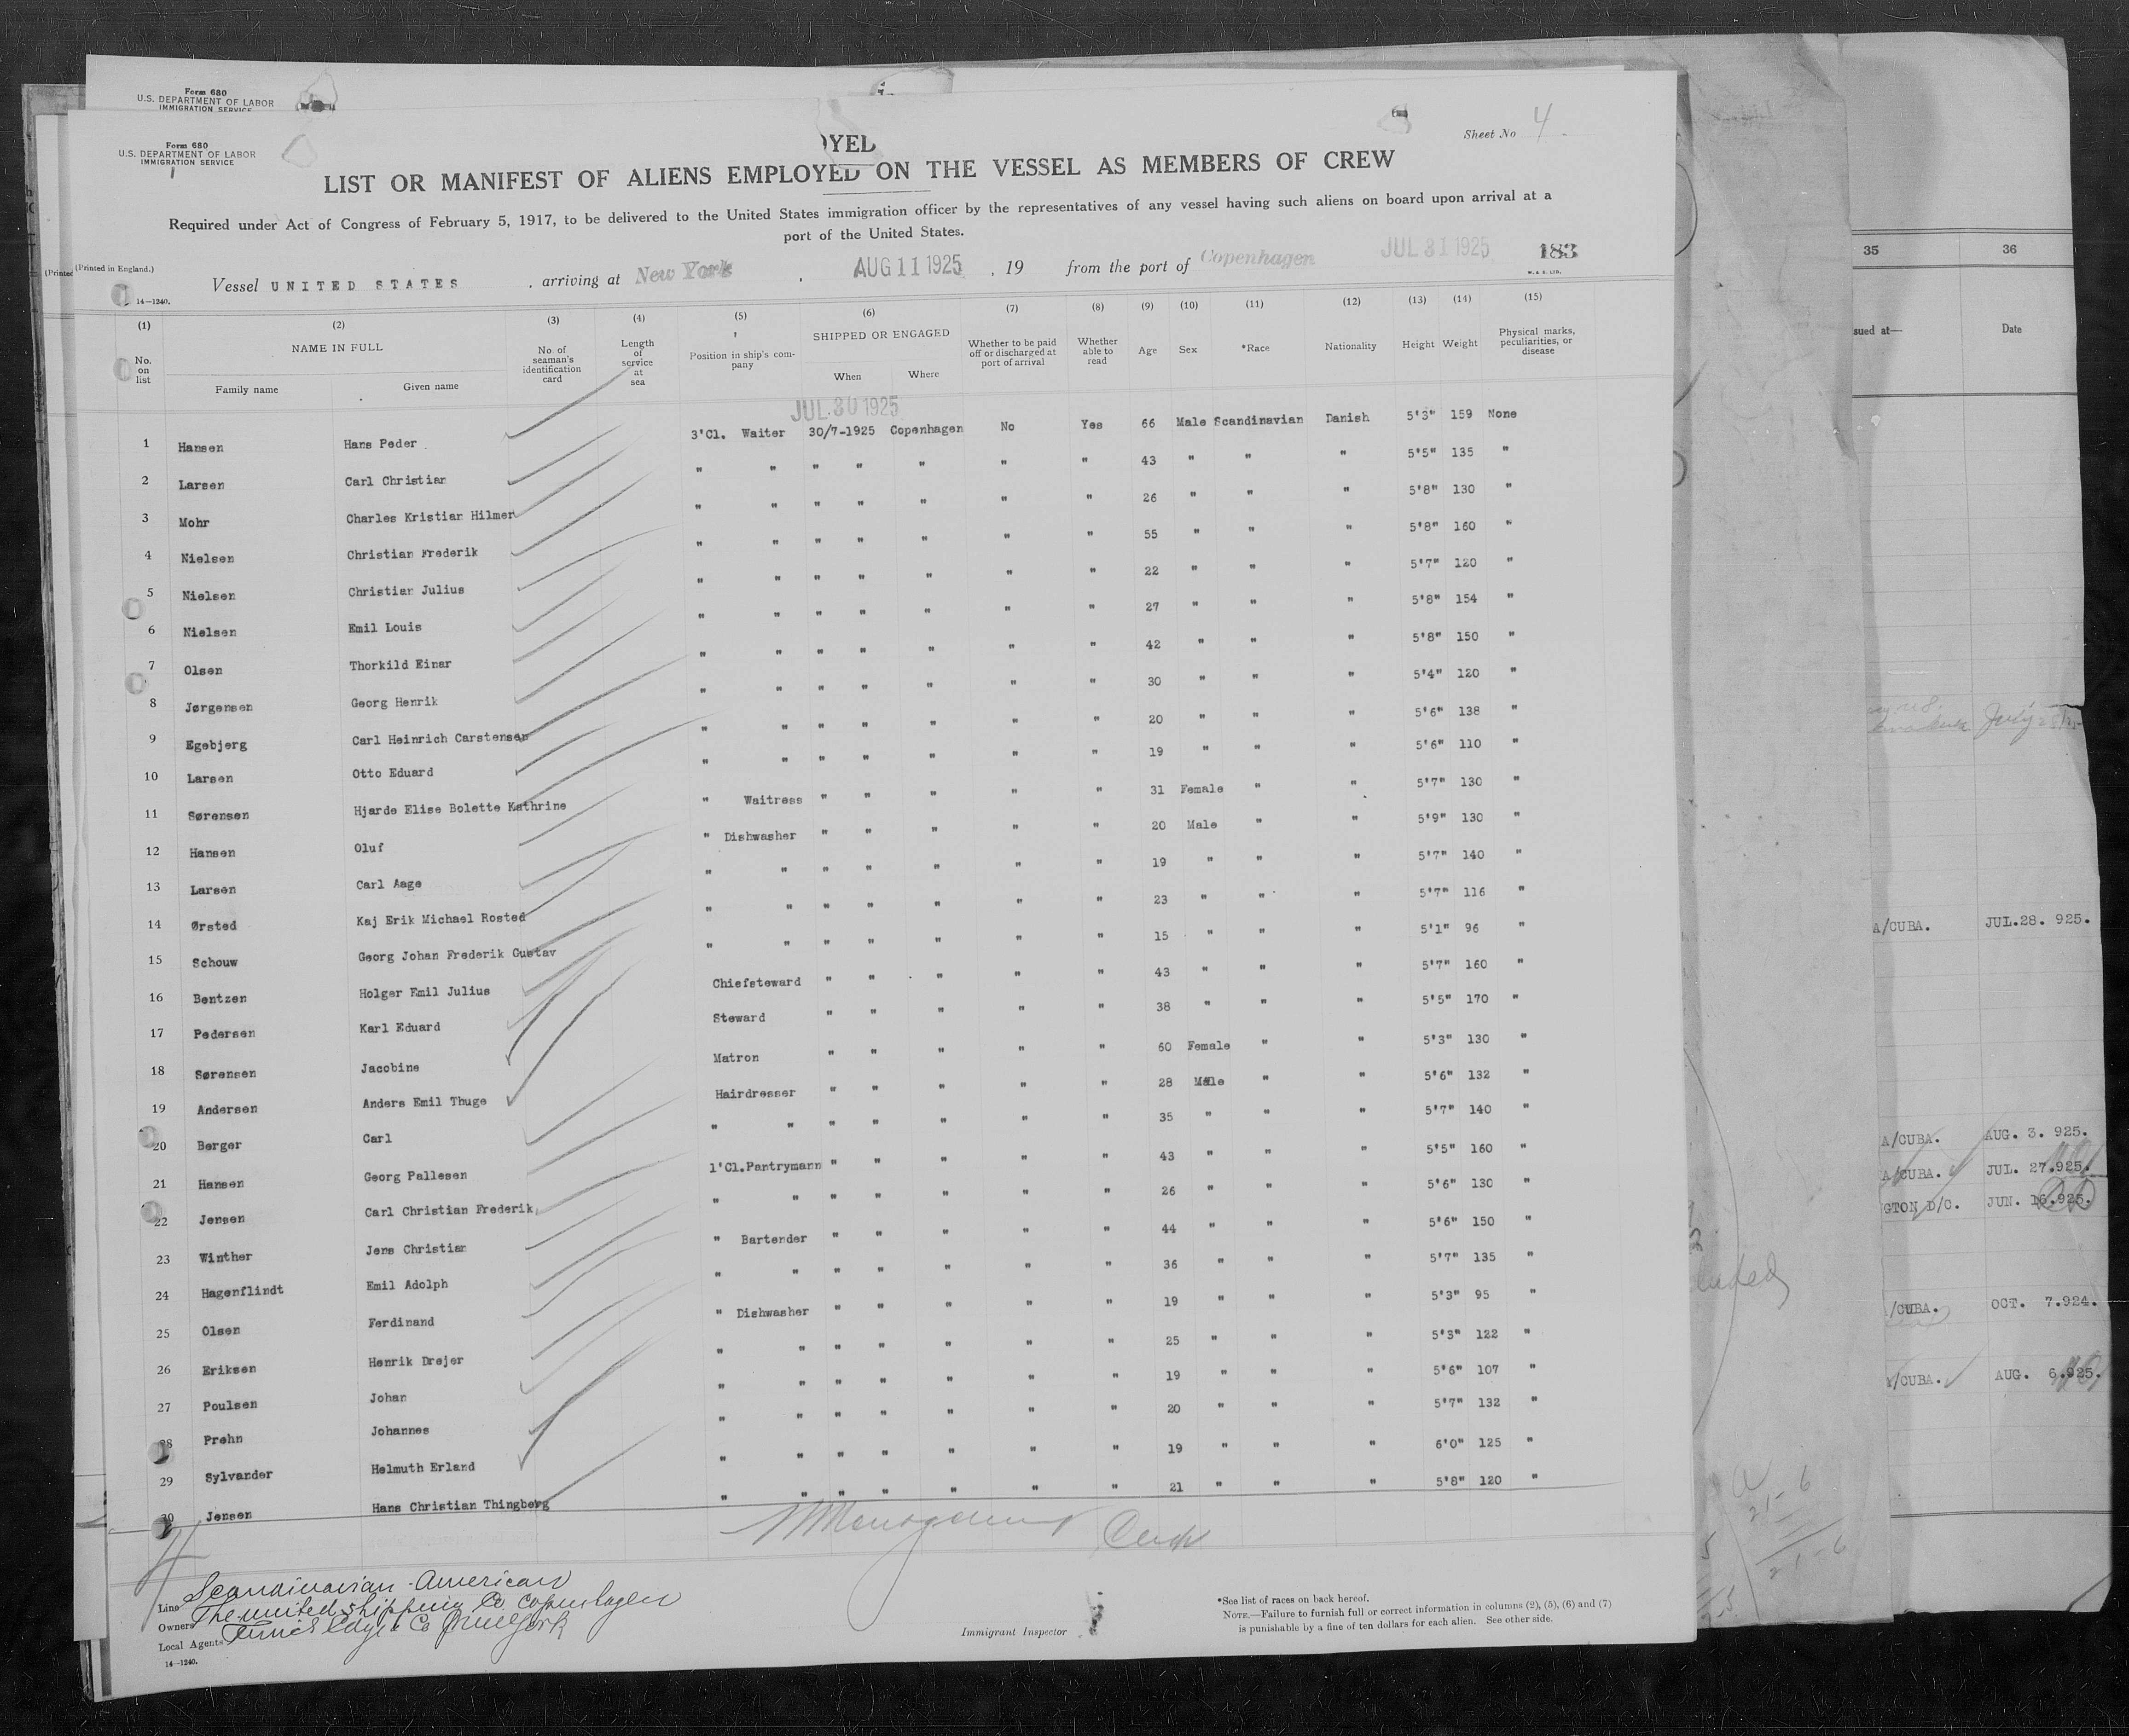 Form 680
U.S. DEPARTMENT OF LABOR
IMMIGRATION SERVICE
Form 680
U.S. DEPARTMENT OF LABOR
IMMIGRATION SERVICE
OYED
Sheet No 4
LIST OR MANIFEST OF ALIENS EMPLOYED ON THE VESSEL AS MEMBERS OF CREW
Required under Act of Congress of February 5, 1917, to be delivered to the United States immigration officer by the representatives of any vessel having such aliens on board upon arrival at a
port of the United States.
(Printed in England.)
Vessel UNITED STATES , arriving at New York , AUG 11 1925 , 19 from the port of Copenhagen JUL 31 1925 183
W. & S. LTD.
14—1240.
(1) (2) (3) (4) (5) (6) (7) (8) (9) (10) (11) (12) (13) (14) (15)
No. on list NAME IN FULL Family name Given name No. of seaman's identification card Length of service at sea Position in ship's company SHIPPED OR ENGAGED When Where Whether to be paid off or discharged at port of arrival Whether able to read Age Sex *Race Nationality Height Weight Physical marks, peculiarities, or disease
JUL 30 1925
1 Hansen Hans Peder 3'Cl. Waiter 30/7-1925 Copenhagen No Yes 66 Male Scandinavian Danish 5'3" 159 None
2 Larsen Carl Christian " " " " " " " 43 " " " 5'5" 135 "
3 Mohr Charles Kristian Hilmer " " " " " " " 26 " " " 5'8" 130 "
4 Nielsen Christian Frederik " " " " " " " 55 " " " 5'8" 160 "
5 Nielsen Christian Julius " " " " " " " 22 " " " 5'7" 120 "
6 Nielsen Emil Louis " " " " " " " 27 " " " 5'8" 154 "
7 Olsen Thorkild Einar " " " " " " " 42 " " " 5'8" 150 "
8 Jørgensen Georg Henrik " " " " " " " 30 " " " 5'4" 120 "
9 Egebjerg Carl Heinrich Carstensen " " " " " " " 20 " " " 5'6" 138 "
10 Larsen Otto Eduard " " " " " " " 19 " " " 5'6" 110 "
11 Sørensen Hjarde Elise Bolette Kathrine " Waitress " " " " " 31 Female " " 5'7" 130 "
12 Hansen Oluf " Dishwasher " " " " " 20 Male " " 5'9" 130 "
13 Larsen Carl Aage " " " " " " " 19 " " " 5'7" 140 "
14 Ørsted Kaj Erik Michael Rosted " " " " " " " 23 " " " 5'7" 116 "
15 Schouw Georg Johan Frederik Gustav " " " " " " " 15 " " " 5'1" 96 "
16 Bentzen Holger Emil Julius Chiefsteward " " " " " 43 " " " 5'7" 160 "
17 Pedersen Karl Eduard Steward " " " " " 38 " " " 5'5" 170 "
18 Sørensen Jacobine Matron " " " " " 60 Female " " 5'3" 130 "
19 Andersen Anders Emil Thuge Hairdresser " " " " " 28 Male " " 5'6" 132 "
20 Berger Carl " " " " " " " 35 " " " 5'7" 140 "
21 Hansen Georg Pallesen 1'Cl.Pantrymann " " " " " 43 " " " 5'5" 160 "
22 Jensen Carl Christian Frederik " " " " " " " 26 " " " 5'6" 130 "
23 Winther Jens Christian " Bartender " " " " " 44 " " " 5'6" 150 "
24 Hagenflindt Emil Adolph " " " " " " " 36 " " " 5'7" 135 "
25 Olsen Ferdinand " Dishwasher " " " " " 19 " " " 5'3" 95 "
26 Eriksen Henrik Drejer " " " " " " " 25 " " " 5'3" 122 "
27 Poulsen Johan " " " " " " " 19 " " " 5'6" 107 "
28 Prehn Johannes " " " " " " " 20 " " " 5'7" 132 "
29 Sylvander Helmuth Erland " " " " " " " 19 " " " 6'0" 125 "
30 Jensen Hans Christian Thingberg " " " " " " " 21 " " " 5'8" 120 "
Line Scandinavian-American
Owners The united shipping Co Copenhagen
Local Agents Co New York
14—1240.
Immigrant Inspector
*See list of races on back hereof.
NOTE.—Failure to furnish full or correct information in columns (2), (5), (6) and (7)
is punishable by a fine of ten dollars for each alien. See other side.
35 36
sued at— Date
July
A/CUBA. JUL.28. 925.
A/CUBA. AUG. 3. 925.
A/CUBA. JUL. 27.925.
GTON D/C. JUN. 16.925.
/CUBA. OCT. 7.924.
/CUBA. AUG. 6.925.
21-6
21-6